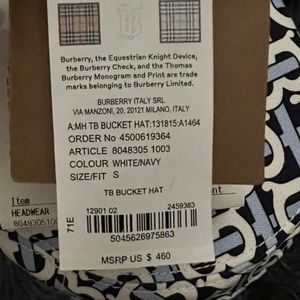 Burberry, the Equestrian Knight Device,
the Burberry Check, and the Thomas
Burberry Monogram and Print are trade
marks belonging to Burberry Limited.
BURBERRY ITALY SRL
VIA MANZONI, 20, 20121 MILANO, ITALY
A:MH TB BUCKET HAT:131815:A1464
ORDER No 4500619364
ARTICLE 8048305 1003
COLOUR WHITE/NAVY
SIZE/FIT S
TB BUCKET HAT
Item
HEADWEAR
8048305100
71E
12901 02 2459383
5045626975863
MSRP US $ 460